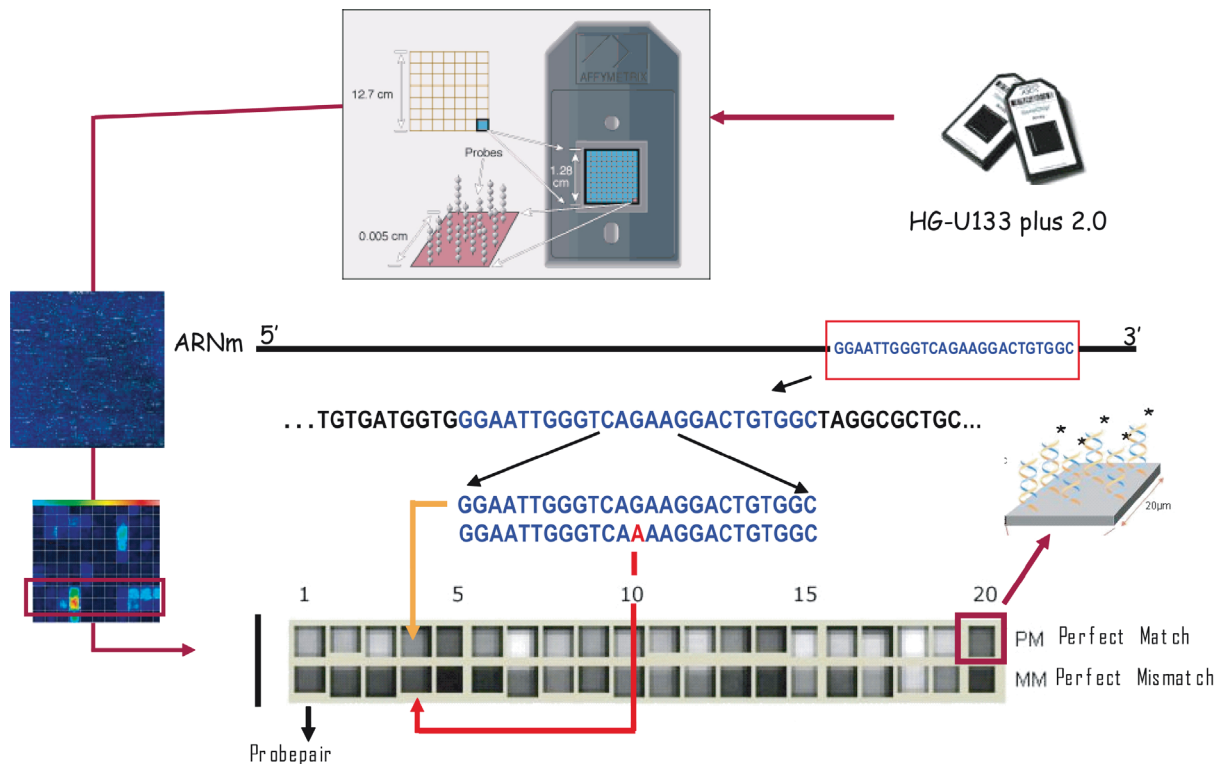 AFFYMETRIX
12.7 cm
Probes
1.28
cm
0.005 cm
HG-U133 plus 2.0
ARNm
5'
3'
GGAATTGGGTCAGAAGGACTGTGGC
...TGTGATGGTGGGAATTGGGTCAGAAGGACTGTGGCTAGGCGCTGC...
GGAATTGGGTCAGAAGGACTGTGGC
GGAATTGGGTCAAAAGGACTGTGGC
20µm
1 5 10 15 20
PM Perfect Match
MM Perfect Mismatch
Probepair